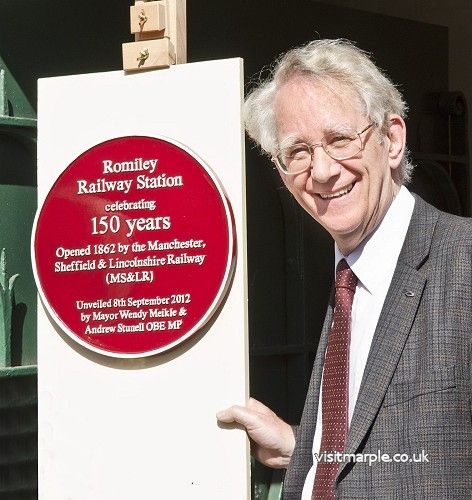 Romiley
Railway Station
celebrating
150 years
Opened 1862 by the Manchester,
Sheffield & Lincolnshire Railway
(MS&LR)
Unveiled 8th September 2012
by Mayor Wendy Meikle &
Andrew Stunell OBE MP
visitmarple.co.uk